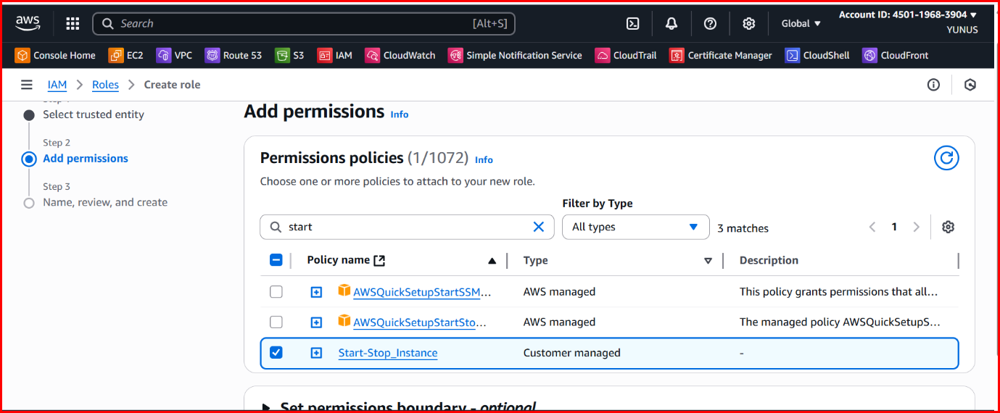 aws
Search [Alt+S]
Global
Account ID: 4501-1968-3904
YUNUS
Console Home EC2 VPC Route 53 S3 IAM CloudWatch Simple Notification Service CloudTrail Certificate Manager CloudShell CloudFront
IAM Roles Create role
Select trusted entity
Step 2
Add permissions
Step 3
Name, review, and create
Add permissions Info
Permissions policies (1/1072) Info
Choose one or more policies to attach to your new role.
Filter by Type
start All types 3 matches 1
Policy name Type Description
AWSQuickSetupStartSSM... AWS managed This policy grants permissions that all...
AWSQuickSetupStartSto... AWS managed The managed policy AWSQuickSetupS...
Start-Stop_Instance Customer managed -
Set permissions boundary - optional